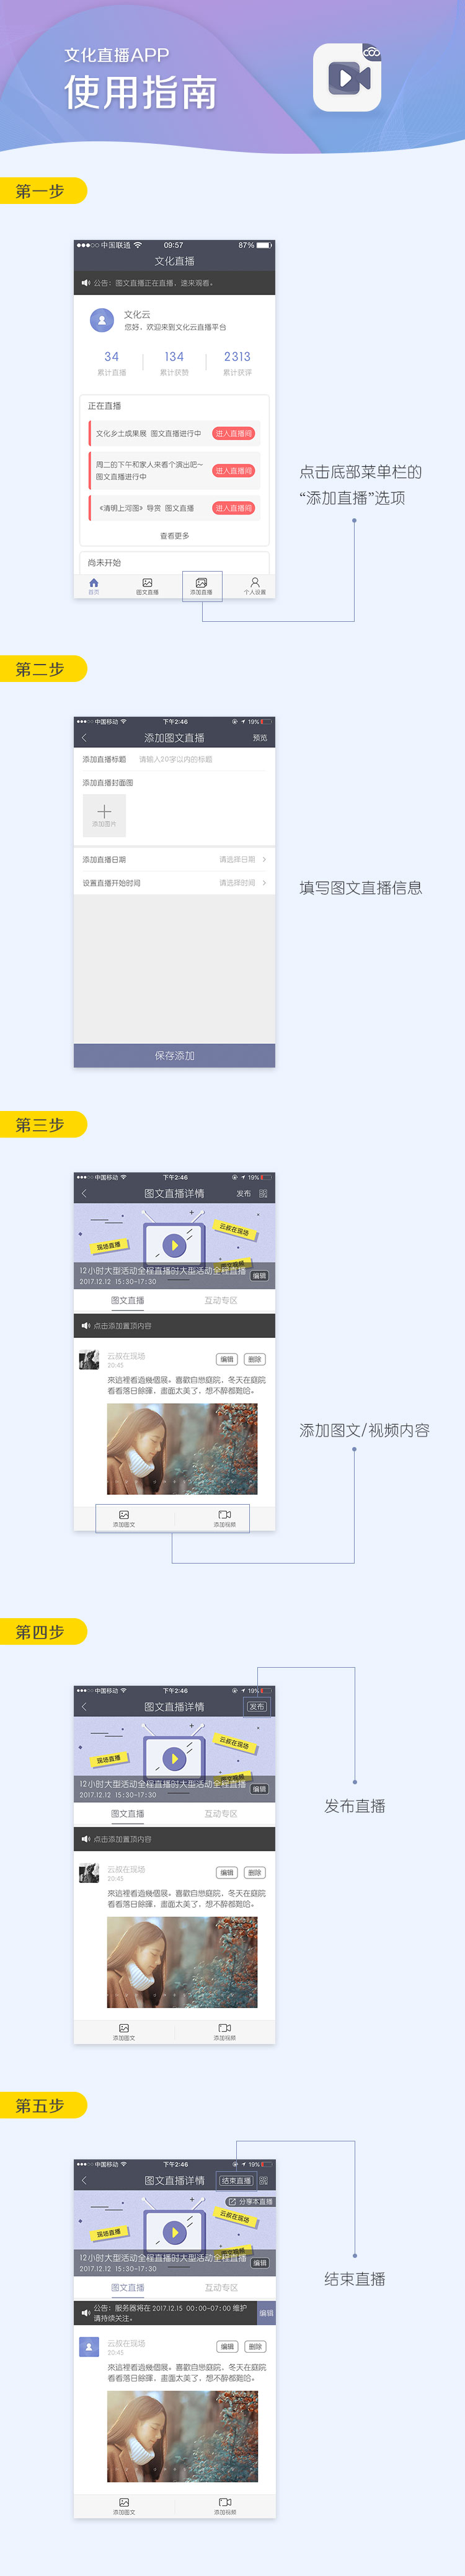 文化直播APP
使用指南
第一步
中国联通 09:57 87%
文化直播
公告：图文直播正在直播，速来观看。
文化云
您好，欢迎来到文化云直播平台
34 134 2313
累计直播 累计获赞 累计获评
正在直播
文化乡土成果展 图文直播进行中 进入直播间
周二的下午和家人来看个演出吧~
图文直播进行中 进入直播间
《清明上河图》导赏 图文直播 进入直播间
查看更多
尚未开始
首页 图文直播 添加直播 个人设置
点击底部菜单栏的
“添加直播”选项
第二步
中国移动 下午2:46 19%
添加图文直播 预览
添加直播标题 请输入20字以内的标题
添加直播封面图
添加图片
添加直播日期 请选择日期
设置直播开始时间 请选择时间
保存添加
填写图文直播信息
第三步
中国移动 下午2:46 19%
图文直播详情 发布
现场直播 云叔在现场
12小时大型活动全程直播时大型活动全程直播
2017.12.12 15:30-17:30 编辑
图文直播 互动专区
点击添加置顶内容
云叔在现场 编辑 删除
20:45
來這裡看過幾個展。喜歡自憩庭院，冬天在庭院
看看落日餘暉，畫面太美了，想不醉都難哈。
添加图文 添加视频
添加图文/视频内容
第四步
中国移动 下午2:46 19%
图文直播详情 发布
现场直播 云叔在现场
12小时大型活动全程直播时大型活动全程直播
2017.12.12 15:30-17:30 编辑
图文直播 互动专区
点击添加置顶内容
云叔在现场 编辑 删除
20:45
來這裡看過幾個展。喜歡自憩庭院，冬天在庭院
看看落日餘暉，畫面太美了，想不醉都難哈。
添加图文 添加视频
发布直播
第五步
中国移动 下午2:46 19%
图文直播详情 结束直播
分享本直播
现场直播 云叔在现场
12小时大型活动全程直播时大型活动全程直播
2017.12.12 15:30-17:30 编辑
图文直播 互动专区
公告：服务器将在2017.12.15 00:00-07:00 维护
请持续关注。 编辑
云叔在现场 编辑 删除
20:45
來這裡看過幾個展。喜歡自憩庭院，冬天在庭院
看看落日餘暉，畫面太美了，想不醉都難哈。
添加图文 添加视频
结束直播